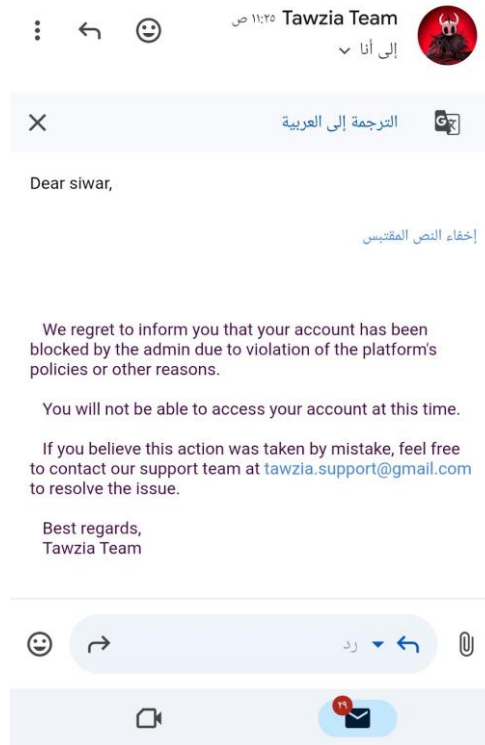 Tawzia Team ١١:٢٥ ص
إلى أنا
الترجمة إلى العربية
Dear siwar,
إخفاء النص المقتبس
We regret to inform you that your account has been
blocked by the admin due to violation of the platform's
policies or other reasons.
You will not be able to access your account at this time.
If you believe this action was taken by mistake, feel free
to contact our support team at tawzia.support@gmail.com
to resolve the issue.
Best regards,
Tawzia Team
رد
٢٩